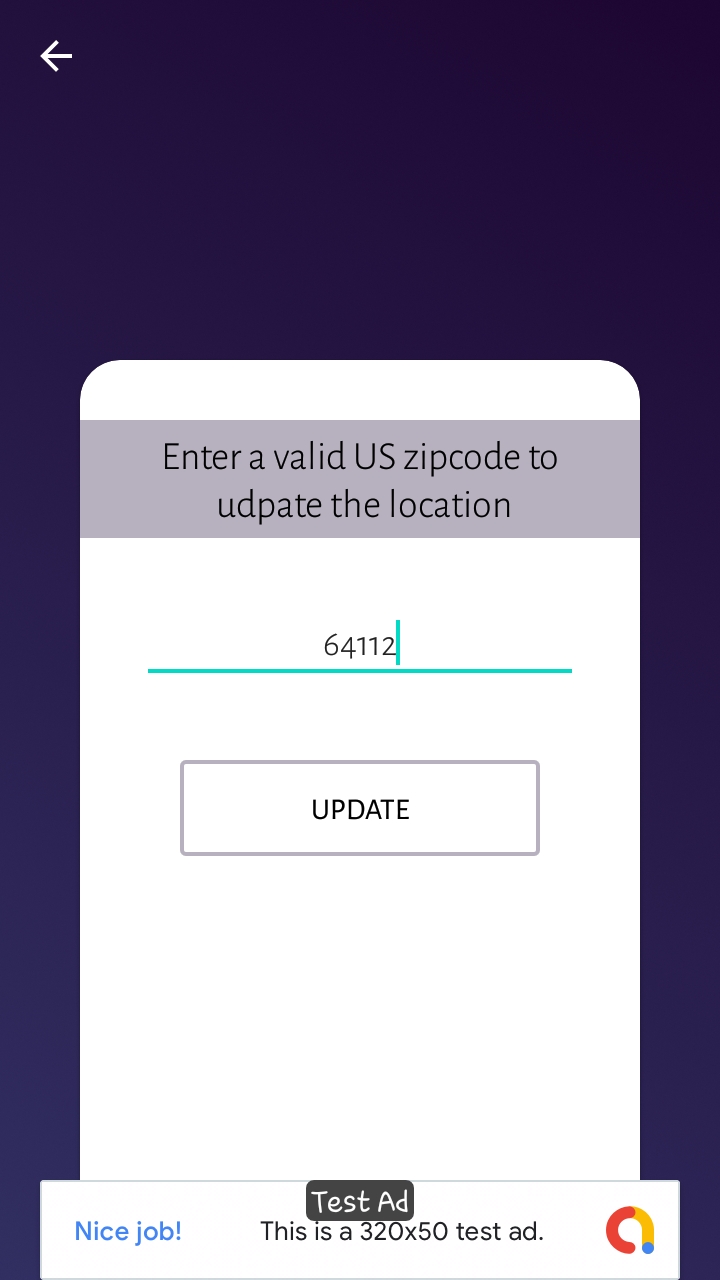 Enter a valid US zipcode to
udpate the location
64112
UPDATE
Test Ad
Nice job!
This is a 320x50 test ad.